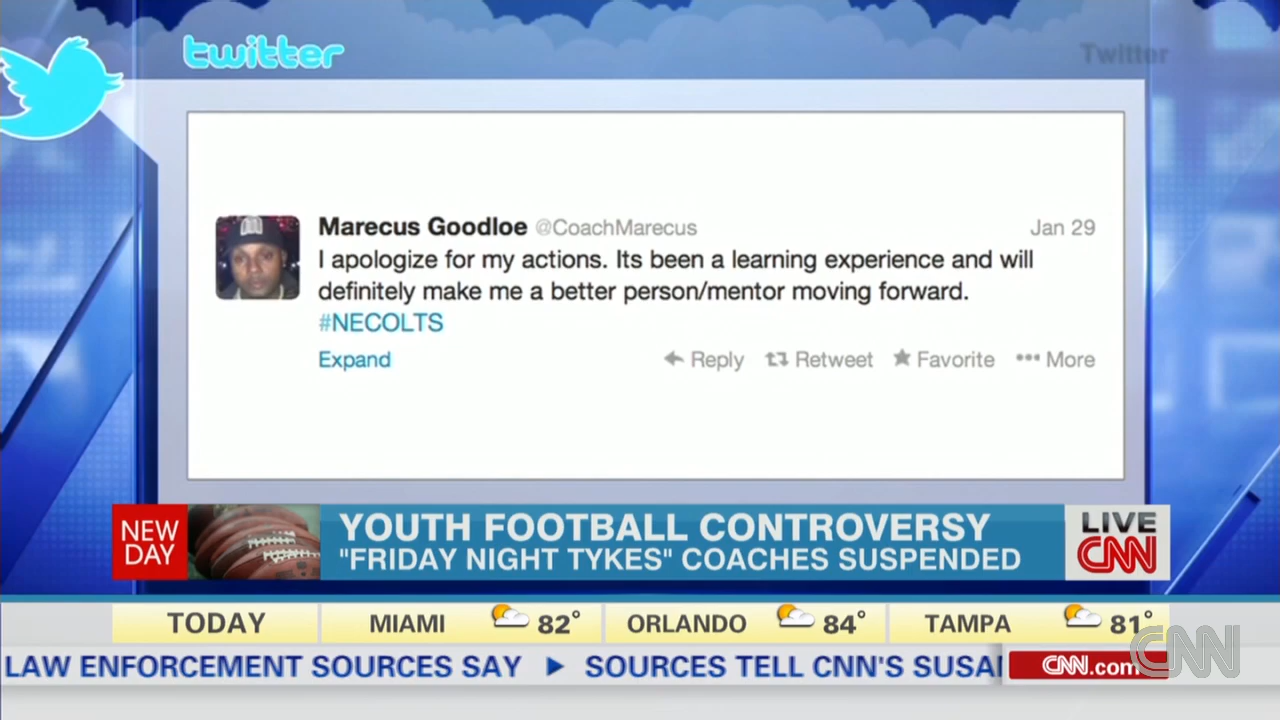 twitter
Twitter
Marecus Goodloe @CoachMarecus Jan 29
I apologize for my actions. Its been a learning experience and will
definitely make me a better person/mentor moving forward.
#NECOLTS
Expand Reply Retweet Favorite More
NEW DAY
YOUTH FOOTBALL CONTROVERSY
"FRIDAY NIGHT TYKES" COACHES SUSPENDED
LIVE
CNN
TODAY MIAMI 82° ORLANDO 84° TAMPA 81°
LAW ENFORCEMENT SOURCES SAY SOURCES TELL CNN'S SUSA
CNN.com
CNN